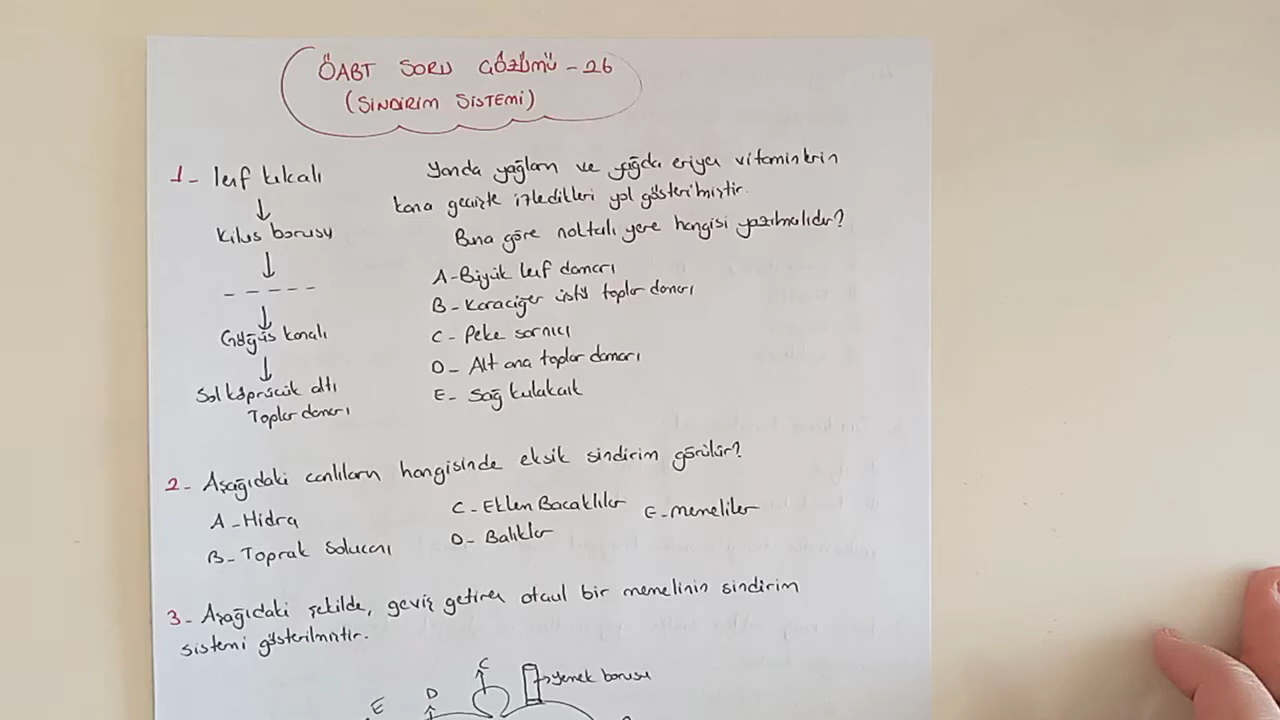 ÖABT SORU ÇÖZÜMÜ - 26
(SİNDİRİM SİSTEMİ)
1- lenf kılcalı
↓
Kilus borusu
↓
- - - - -
↓
Göğüs kanalı
↓
Sol köprücük altı
Toplar damarı
Yanda yağların ve yağda eriyen vitaminlerin
kana geçişte izledikleri yol gösterilmiştir.
Buna göre noktalı yere hangisi yazılmalıdır?
A-Büyük lenf damarı
B-Karaciğer üstü toplar damarı
C- Peke sarnıcı
D- Alt ana toplar damarı
E- Sağ kulakcık
2- Aşağıdaki canlıların hangisinde eksik sindirim görülür?
A-Hidra
B-Toprak Solucanı
C-Eklem Bacaklılar
D-Balıklar
E-memeliler
3-Aşağıdaki şekilde, geviş getiren otçul bir memelinin sindirim
sistemi gösterilmiştir.
C
yemek borusu
D
E